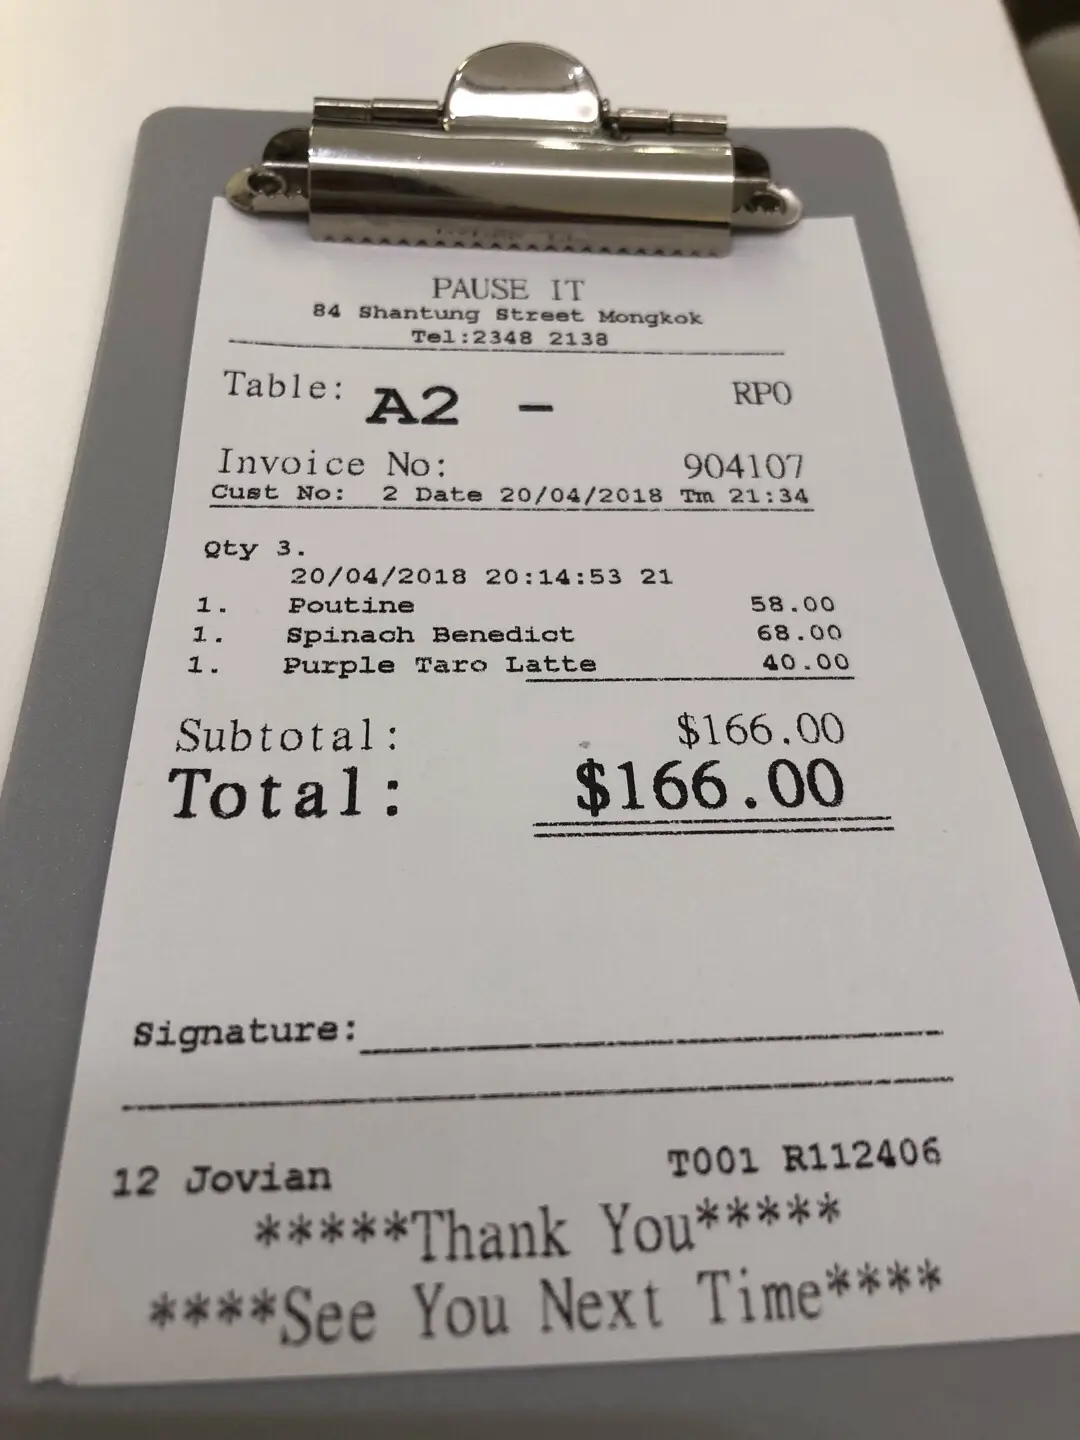 PAUSE IT
84 Shantung Street Mongkok
Tel:2348 2138
Table: A2 - RPO
Invoice No: 904107
Cust No: 2 Date 20/04/2018 Tm 21:34
Qty 3.
20/04/2018 20:14:53 21
1. Poutine 58.00
1. Spinach Benedict 68.00
1. Purple Taro Latte 40.00
Subtotal: $166.00
Total: $166.00
Signature:
12 Jovian T001 R112406
*****Thank You*****
****See You Next Time****